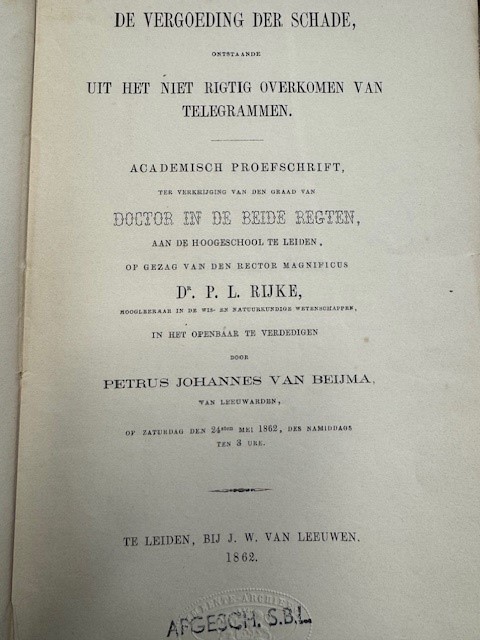 DE VERGOEDING DER SCHADE,
ONTSTAANDE
UIT HET NIET RIGTIG OVERKOMEN VAN
TELEGRAMMEN.
ACADEMISCH PROEFSCHRIFT,
TER VERKRIJGING VAN DEN GRAAD VAN
DOCTOR IN DE BEIDE REGTEN,
AAN DE HOOGESCHOOL TE LEIDEN,
OP GEZAG VAN DEN RECTOR MAGNIFICUS
DR. P. L. RIJKE,
HOOGLEERAAR IN DE WIS- EN NATUURKUNDIGE WETENSCHAPPEN,
IN HET OPENBAAR TE VERDEDIGEN
DOOR
PETRUS JOHANNES VAN BEIJMA,
VAN LEEUWARDEN,
OP ZATURDAG DEN 24sten MEI 1862, DES NAMIDDAGS
TEN 3 URE.
TE LEIDEN, BIJ J. W. VAN LEEUWEN.
1862.
AFGESCH. S.B.L.